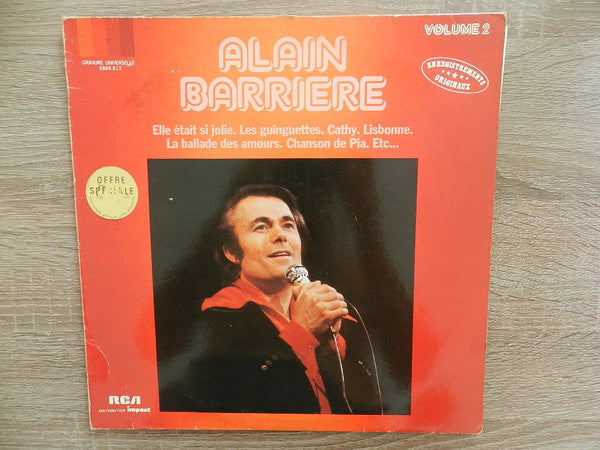 GRAVURE UNIVERSELLE
VOLUME 2
ALAIN
BARRIERE
ENREGISTREMENTS
ORIGINAUX
Elle était si jolie. Les guinguettes. Cathy. Lisbonne.
La ballade des amours. Chanson de Pia. Etc...
OFFRE
SPÉCIALE
RCA
DISTRIBUTION impact